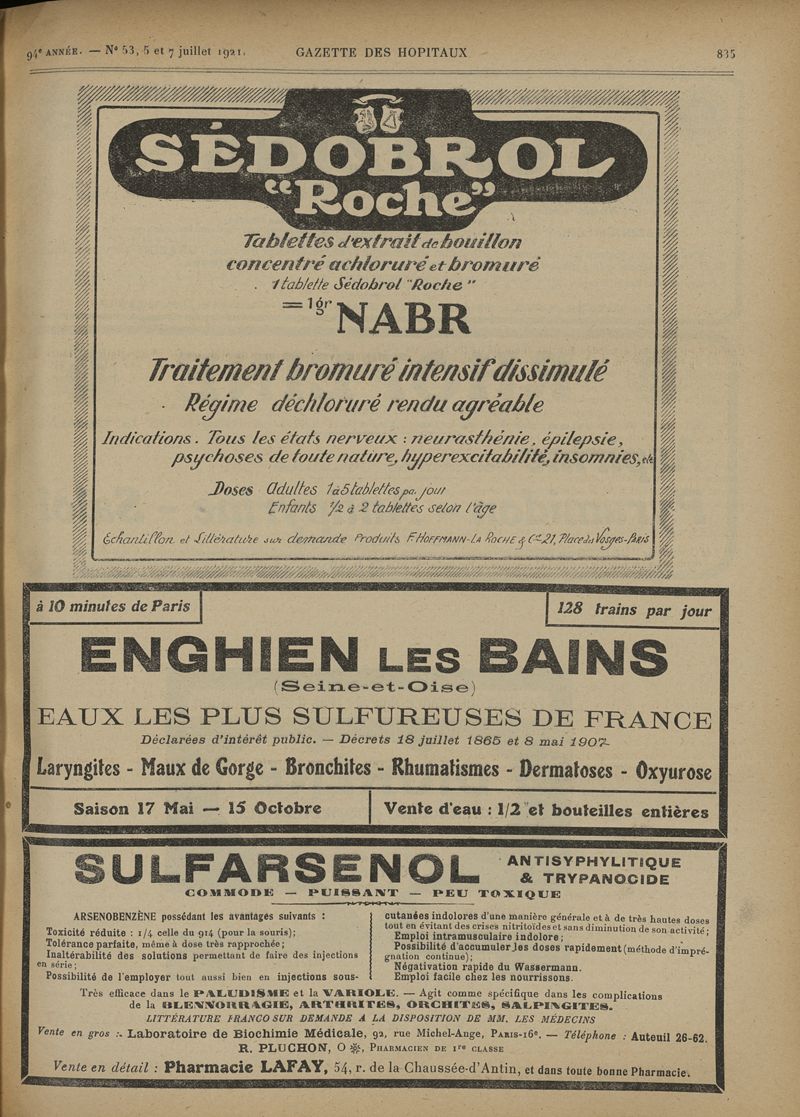 94e ANNÉE. — No 53, 5 et 7 juillet 1921.
GAZETTE DES HOPITAUX
835
SÉDOBROL
"Roche"
Tablettes d'extrait de bouillon
concentré achloruré et bromuré
1 tablette Sédobrol "Roche"
= 1gr NABR
Traitement bromuré intensif dissimulé
Régime déchloruré rendu agréable
Indications. Tous les états nerveux : neurasthénie, épilepsie,
psychoses de toute nature, hyperexcitabilité, insomnies, etc
Doses Adultes 1 à 5 tablettes par jour
Enfants 1/2 à 2 tablettes selon l'âge
Échantillon et Littérature sur demande Produits F. HOFFMANN-LA ROCHE & Cie 21, Place des Vosges-Paris
à 10 minutes de Paris
128 trains par jour
ENGHIEN LES BAINS
(Seine-et-Oise)
EAUX LES PLUS SULFUREUSES DE FRANCE
Déclarées d'intérêt public. — Décrets 18 juillet 1865 et 8 mai 1907
Laryngites - Maux de Gorge - Bronchites - Rhumatismes - Dermatoses - Oxyurose
Saison 17 Mai — 15 Octobre
Vente d'eau : 1/2 et bouteilles entières
SULFARSENOL
ANTISYPHYLITIQUE
& TRYPANOCIDE
COMMODE — PUISSANT — PEU TOXIQUE
ARSENOBENZÈNE possédant les avantages suivants :
Toxicité réduite : 1/4 celle du 914 (pour la souris);
Tolérance parfaite, même à dose très rapprochée;
Inaltérabilité des solutions permettant de faire des injections
en série;
Possibilité de l'employer tout aussi bien en injections sous-
cutanées indolores d'une manière générale et à de très hautes doses
tout en évitant des crises nitritoïdes et sans diminution de son activité;
Emploi intramusculaire indolore;
Possibilité d'accumuler les doses rapidement (méthode d'impré-
gnation continue);
Négativation rapide du Wassermann.
Emploi facile chez les nourrissons.
Très efficace dans le PALUDISME et la VARIOLE. — Agit comme spécifique dans les complications
de la BLENNORRAGIE, ARTHRITES, ORCHITES, SALPINGITES.
LITTÉRATURE FRANCO SUR DEMANDE A LA DISPOSITION DE MM. LES MÉDECINS
Vente en gros : Laboratoire de Biochimie Médicale, 92, rue Michel-Ange, PARIS-16e. — Téléphone : Auteuil 26-62.
R. PLUCHON, O ❀, PHARMACIEN DE 1re CLASSE
Vente en détail : Pharmacie LAFAY, 54, r. de la Chaussée-d'Antin, et dans toute bonne Pharmacie.